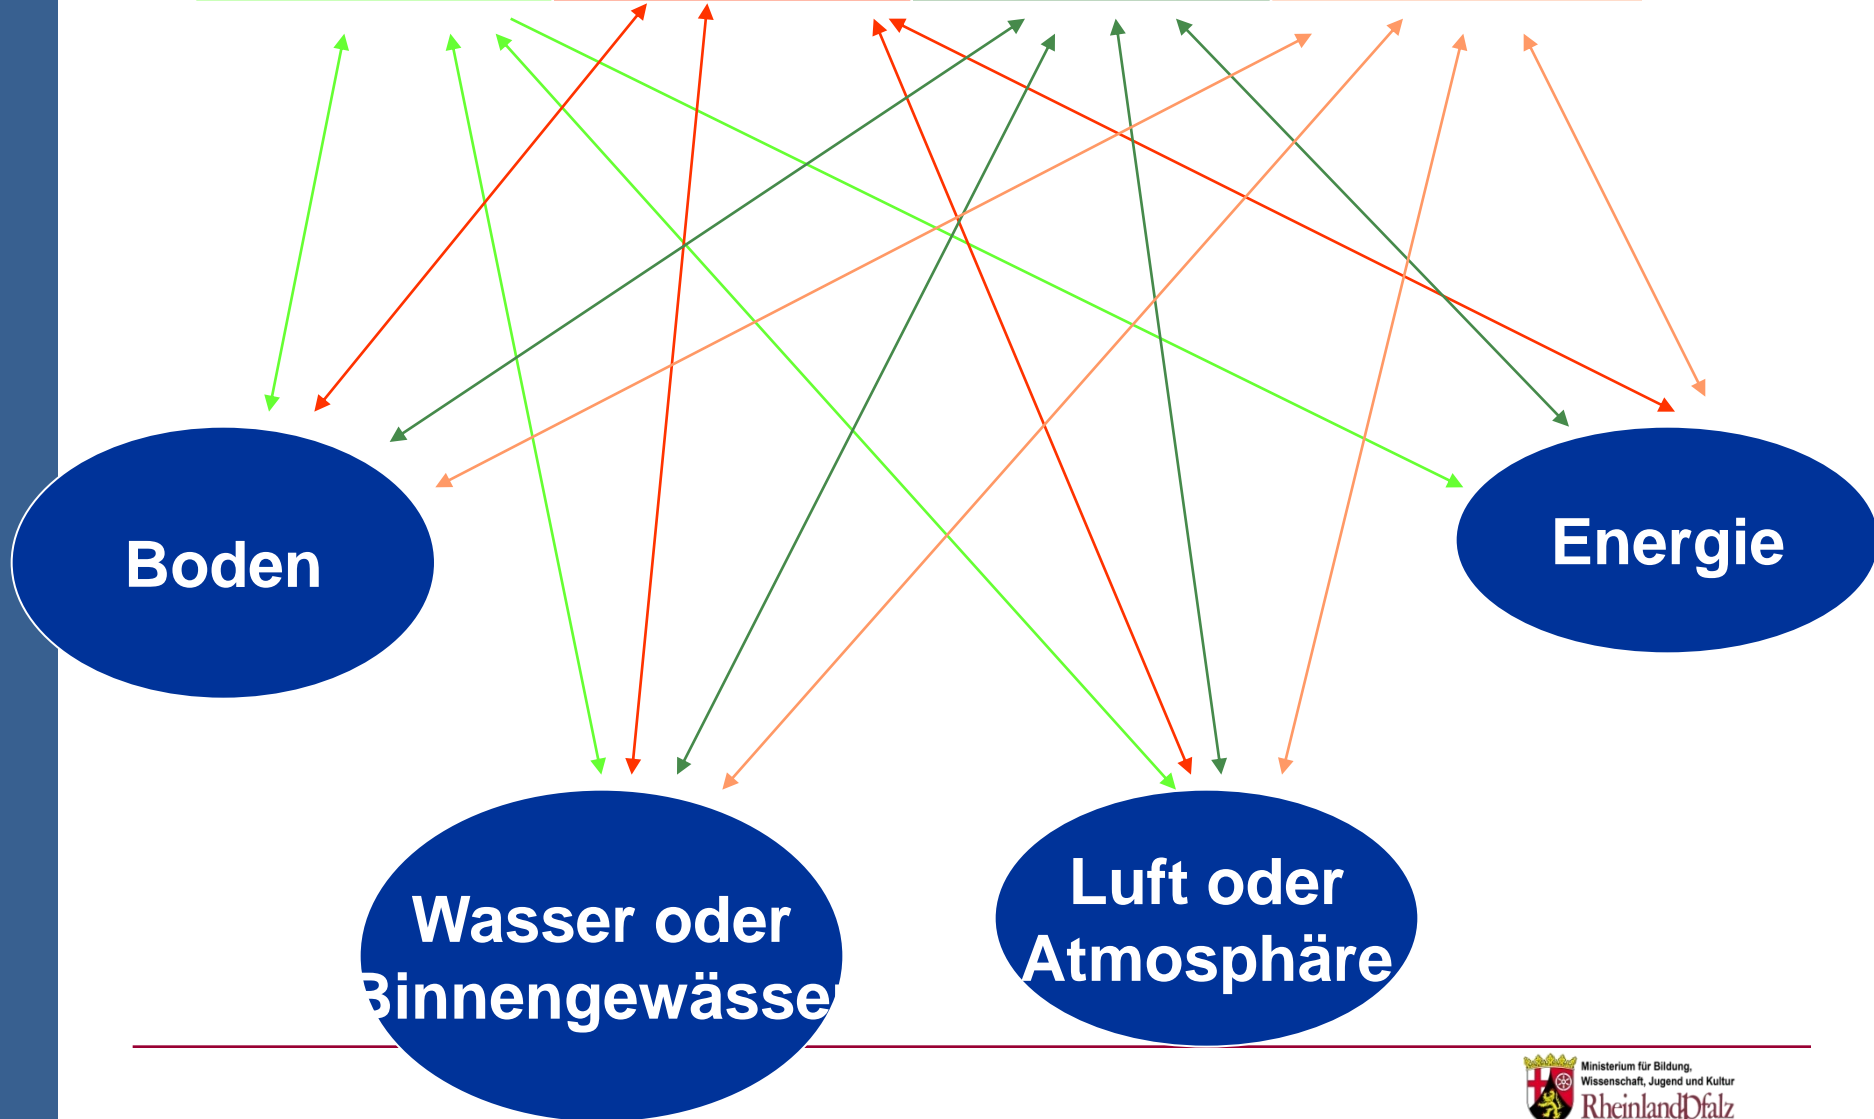 Boden
Energie
Wasser oder
Binnengewässer
Luft oder
Atmosphäre
Ministerium für Bildung,
Wissenschaft, Jugend und Kultur
RheinlandPfalz